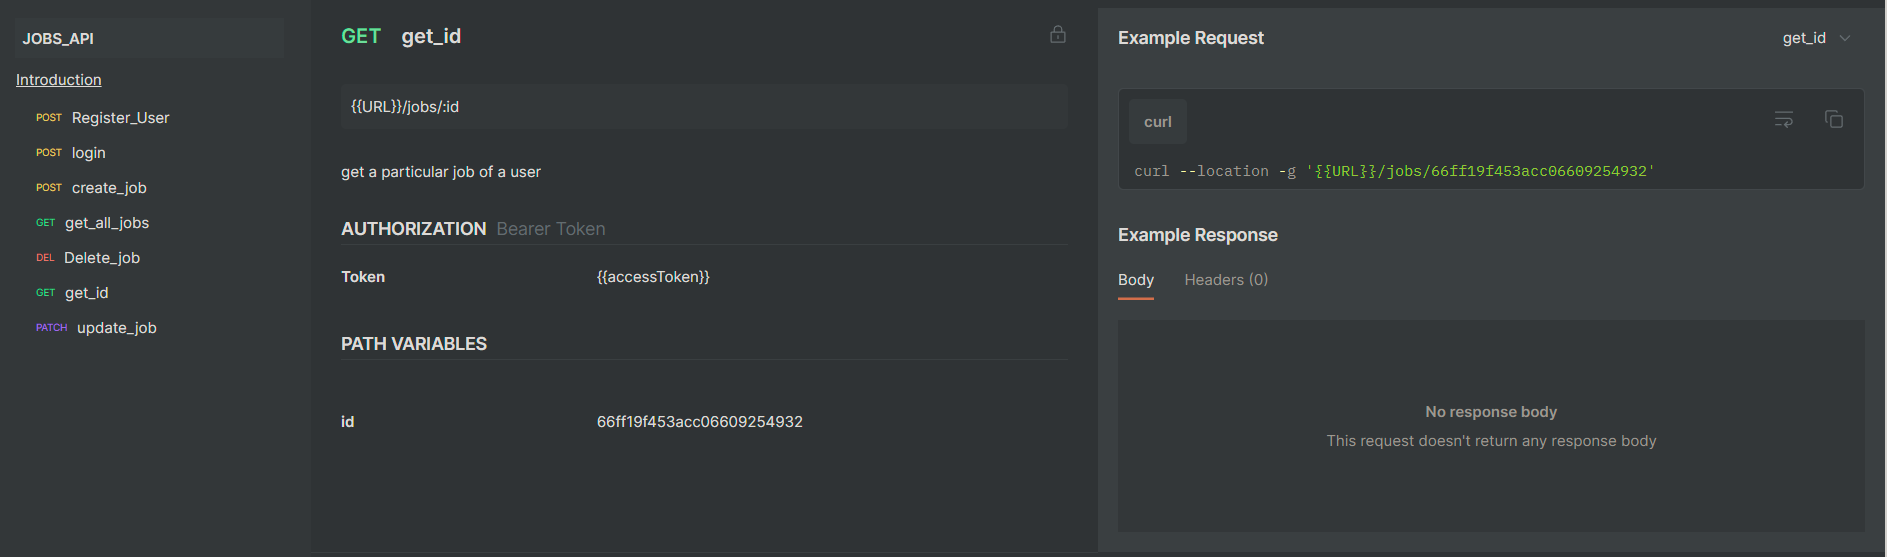 JOBS_API
Introduction
POST Register_User
POST login
POST create_job
GET get_all_jobs
DEL Delete_job
GET get_id
PATCH update_job
GET get_id
{{URL}}/jobs/:id
get a particular job of a user
AUTHORIZATION Bearer Token
Token {{accessToken}}
PATH VARIABLES
id 66ff19f453acc06609254932
Example Request get_id
curl
curl --location -g '{{URL}}/jobs/66ff19f453acc06609254932'
Example Response
Body Headers (0)
No response body
This request doesn't return any response body